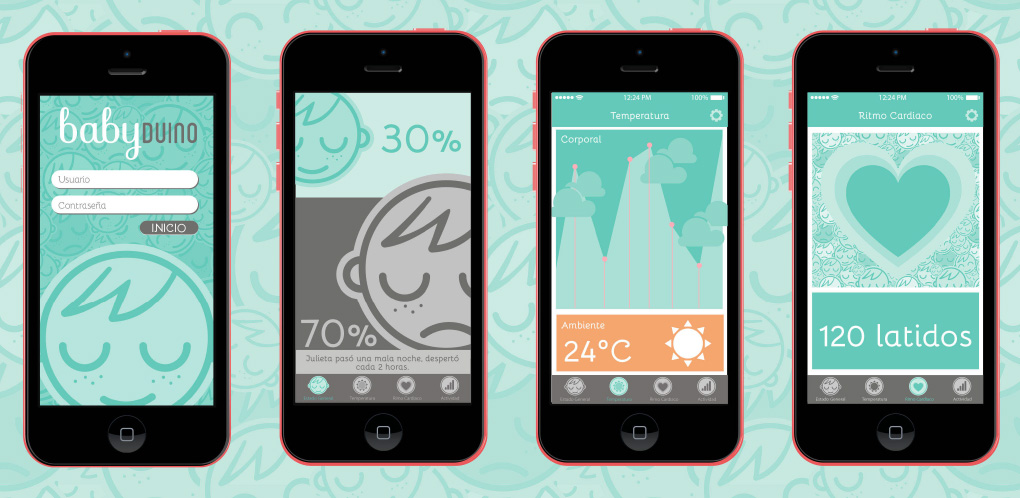 babyDUINO
Usuario
Contraseña
INICIO
30%
70%
Julieta pasó una mala noche, despertó
cada 2 horas.
Estado General
Temperatura
Ritmo Cardiaco
Actividad
12:24 PM
100%
Temperatura
Corporal
Ambiente
24°C
Estado General
Temperatura
Ritmo Cardiaco
Actividad
12:24 PM
100%
Ritmo Cardiaco
120 latidos
Estado General
Temperatura
Ritmo Cardiaco
Actividad